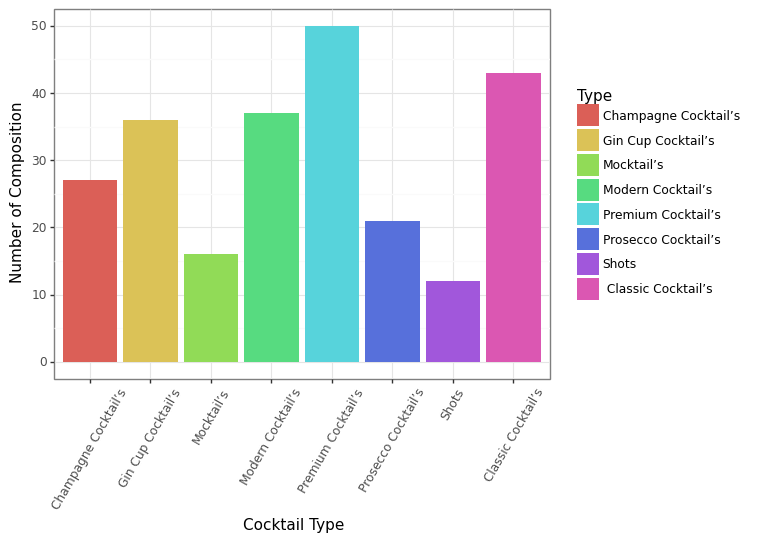 50
40
30
20
10
0
Number of Composition
Champagne Cocktail’s
Gin Cup Cocktail’s
Mocktail’s
Modern Cocktail’s
Premium Cocktail’s
Prosecco Cocktail’s
Shots
Classic Cocktail’s
Cocktail Type
Type
Champagne Cocktail’s
Gin Cup Cocktail’s
Mocktail’s
Modern Cocktail’s
Premium Cocktail’s
Prosecco Cocktail’s
Shots
Classic Cocktail’s